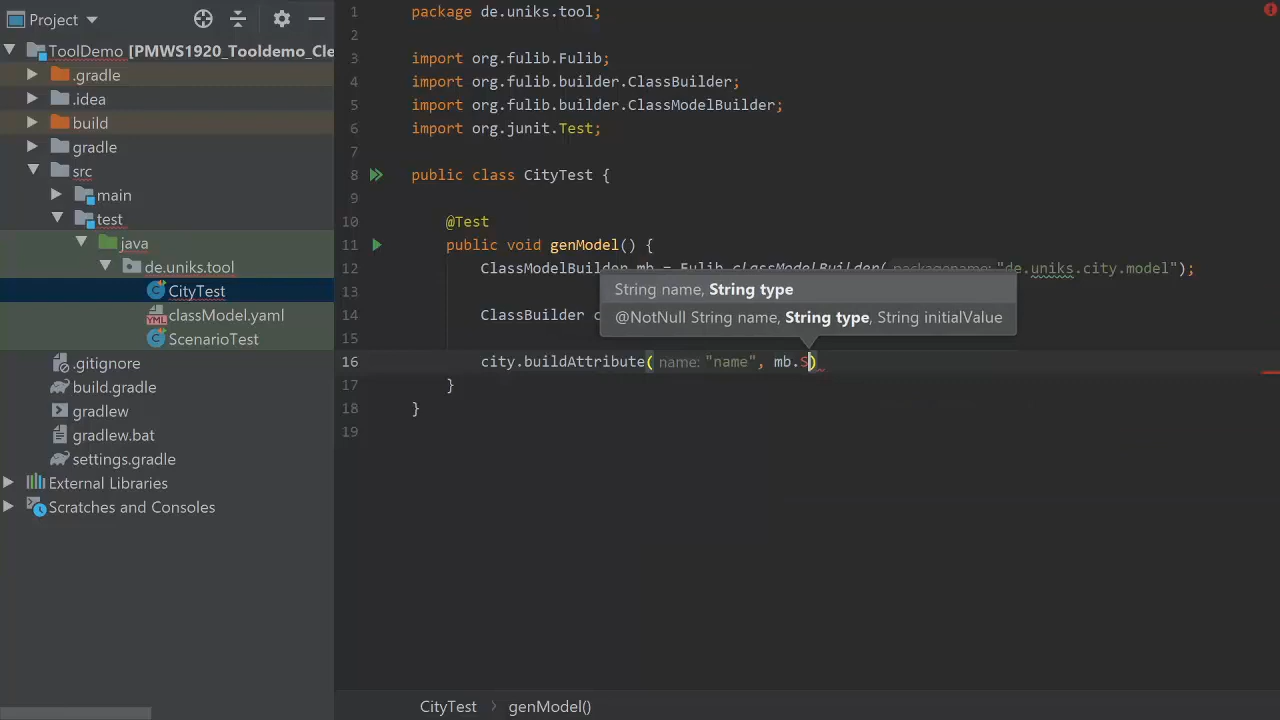 Project
ToolDemo [PMWS1920_Tooldemo_Cle
.gradle
.idea
build
gradle
src
main
test
java
de.uniks.tool
CityTest
classModel.yaml
ScenarioTest
.gitignore
build.gradle
gradlew
gradlew.bat
settings.gradle
External Libraries
Scratches and Consoles
1 package de.uniks.tool;
2
3 import org.fulib.Fulib;
4 import org.fulib.builder.ClassBuilder;
5 import org.fulib.builder.ClassModelBuilder;
6 import org.junit.Test;
7
8 public class CityTest {
9
10 @Test
11 public void genModel() {
12 ClassModelBuilder mb = Fulib.classModelBuilder( packagename: "de.uniks.city.model");
13
String name, String type
14 ClassBuilder c
@NotNull String name, String type, String initialValue
15
16 city.buildAttribute( name: "name", mb.S)
17 }
18 }
19
CityTest > genModel()